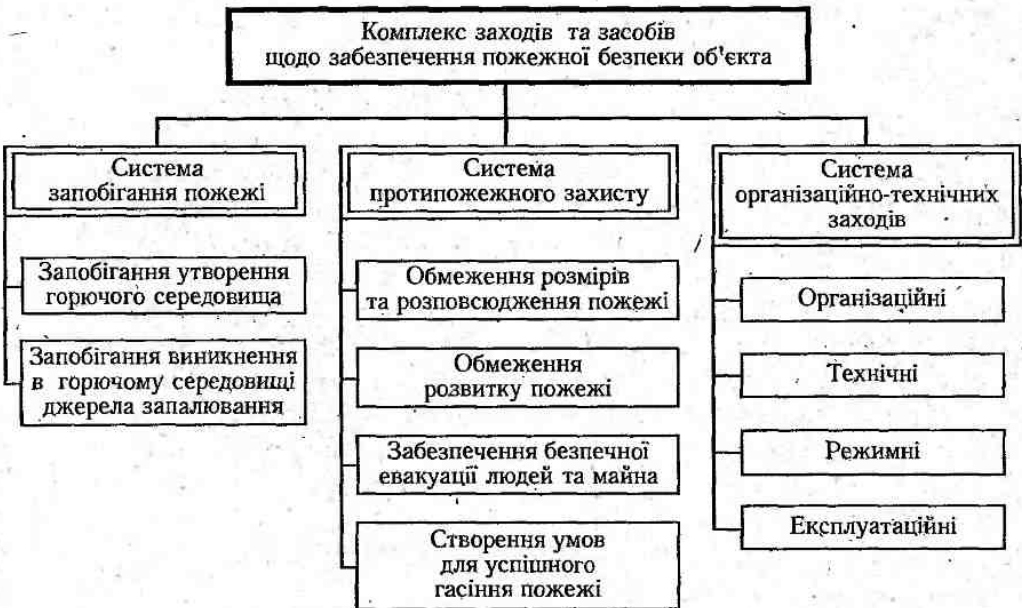 Комплекс заходів та засобів
щодо забезпечення пожежної безпеки об'єкта
Система
запобігання пожежі
Запобігання утворення
горючого середовища
Запобігання виникнення
в горючому середовищі
джерела запалювання
Система
протипожежного захисту
Обмеження розмірів
та розповсюдження пожежі
Обмеження
розвитку пожежі
Забезпечення безпечної
евакуації людей та майна
Створення умов
для успішного
гасіння пожежі
Система
організаційно-технічних
заходів
Організаційні
Технічні
Режимні
Експлуатаційні